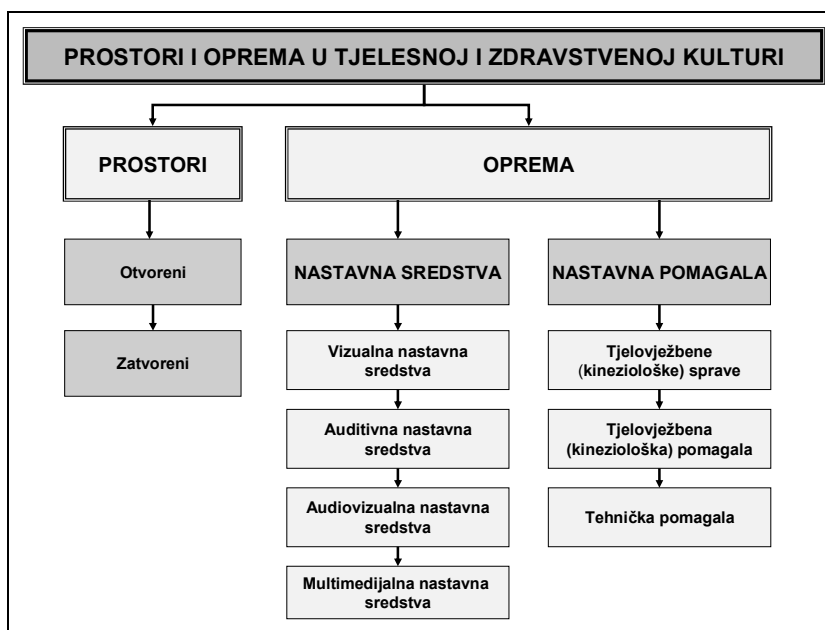 PROSTORI I OPREMA U TJELESNOJ I ZDRAVSTVENOJ KULTURI
PROSTORI
Otvoreni
Zatvoreni
OPREMA
NASTAVNA SREDSTVA
Vizualna nastavna
sredstva
Auditivna nastavna
sredstva
Audiovizualna nastavna
sredstva
Multimedijalna nastavna
sredstva
NASTAVNA POMAGALA
Tjelovježbene
(kineziološke) sprave
Tjelovježbena
(kineziološka) pomagala
Tehnička pomagala